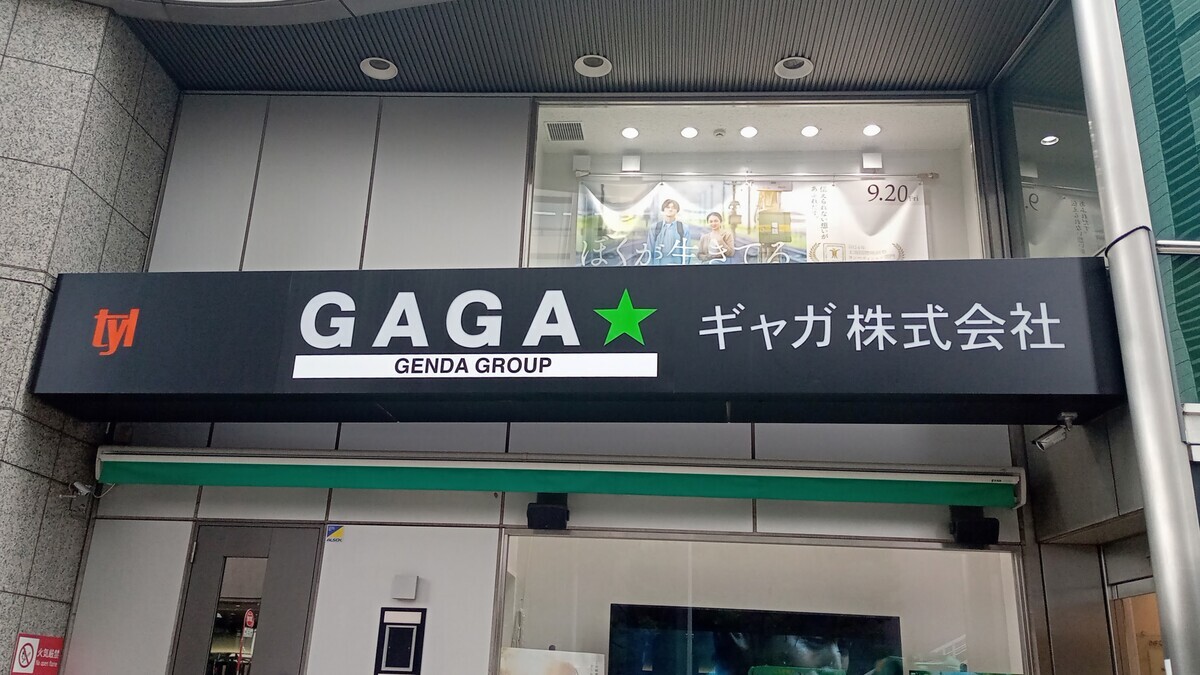 9.20
ぼくが生きてる
tyl
GAGA★ ギャガ株式会社
GENDA GROUP
ALSOK
火気厳禁